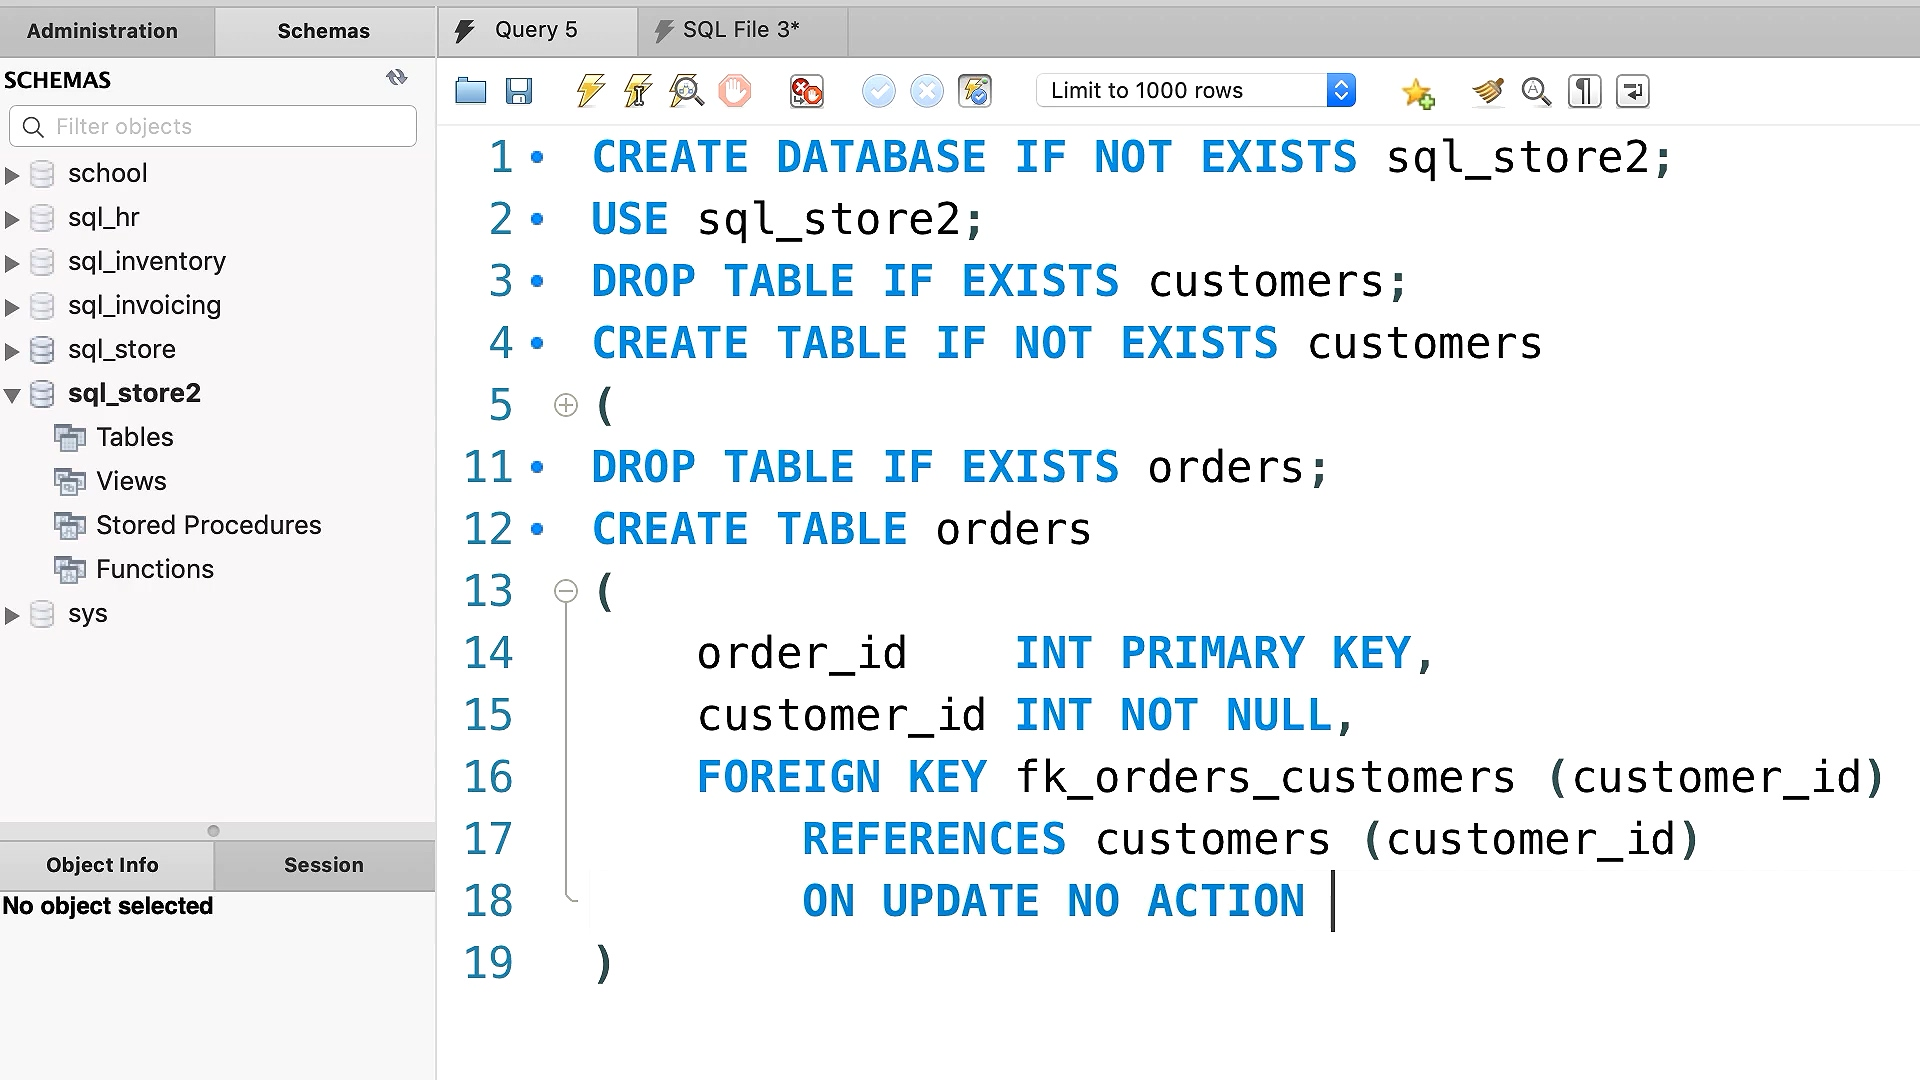 Administration
Schemas
Query 5
SQL File 3*
SCHEMAS
Filter objects
Limit to 1000 rows
school
sql_hr
sql_inventory
sql_invoicing
sql_store
sql_store2
Tables
Views
Stored Procedures
Functions
sys
Object Info
Session
No object selected
1 CREATE DATABASE IF NOT EXISTS sql_store2;
2 USE sql_store2;
3 DROP TABLE IF EXISTS customers;
4 CREATE TABLE IF NOT EXISTS customers
5 (
11 DROP TABLE IF EXISTS orders;
12 CREATE TABLE orders
13 (
14 order_id INT PRIMARY KEY,
15 customer_id INT NOT NULL,
16 FOREIGN KEY fk_orders_customers (customer_id)
17 REFERENCES customers (customer_id)
18 ON UPDATE NO ACTION
19 )